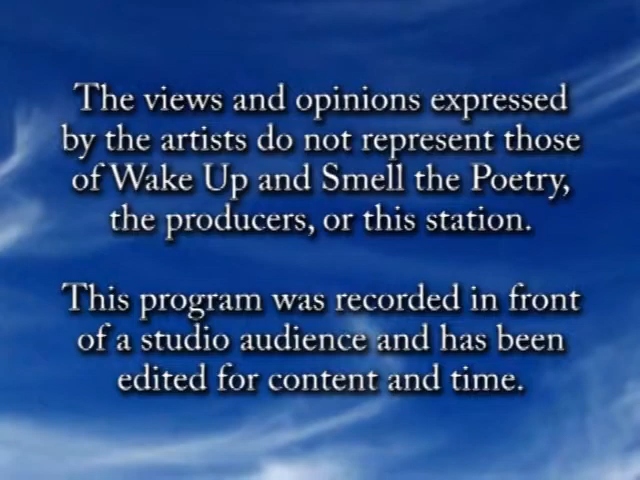 The views and opinions expressed
by the artists do not represent those
of Wake Up and Smell the Poetry,
the producers, or this station.
This program was recorded in front
of a studio audience and has been
edited for content and time.